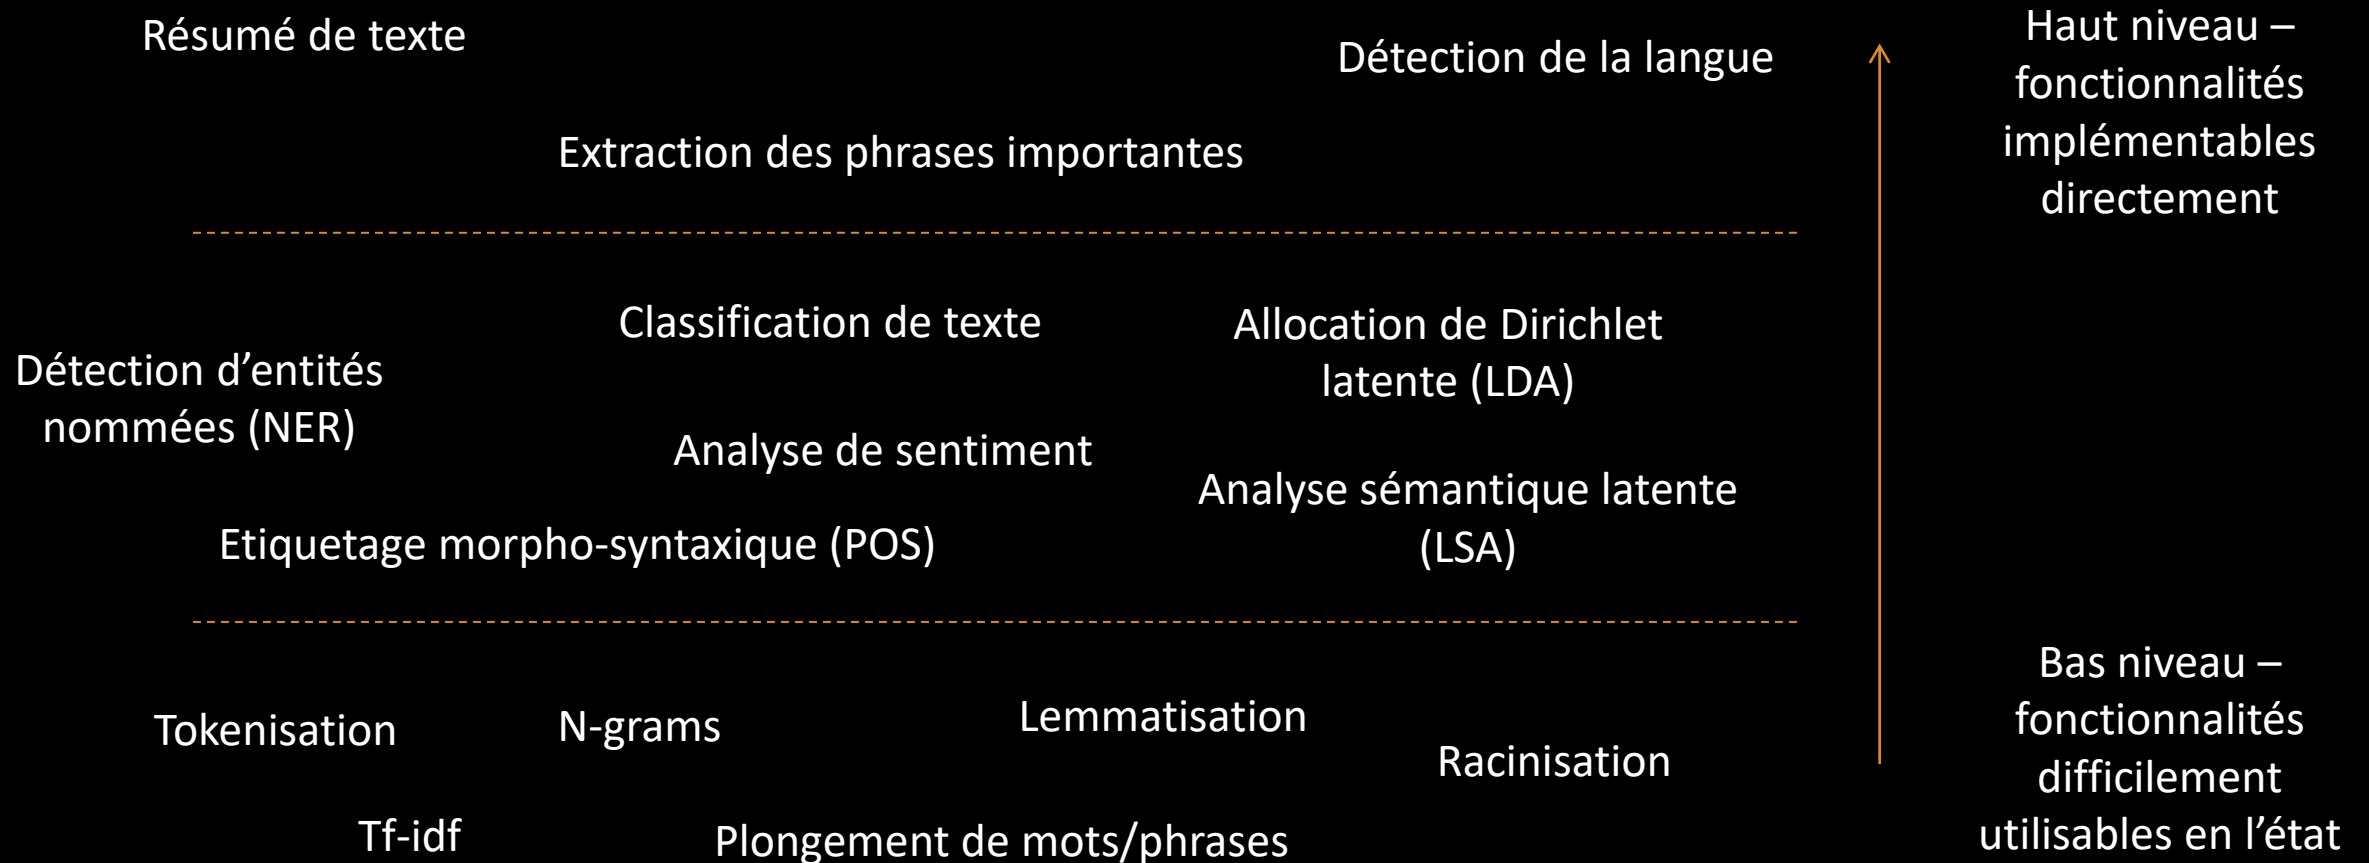 Résumé de texte
Détection de la langue
Extraction des phrases importantes
Haut niveau –
fonctionnalités
implémentables
directement
Classification de texte
Allocation de Dirichlet
latente (LDA)
Détection d’entités
nommées (NER)
Analyse de sentiment
Analyse sémantique latente
(LSA)
Etiquetage morpho-syntaxique (POS)
Tokenisation
N-grams
Lemmatisation
Racinisation
Tf-idf
Plongement de mots/phrases
Bas niveau –
fonctionnalités
difficilement
utilisables en l’état